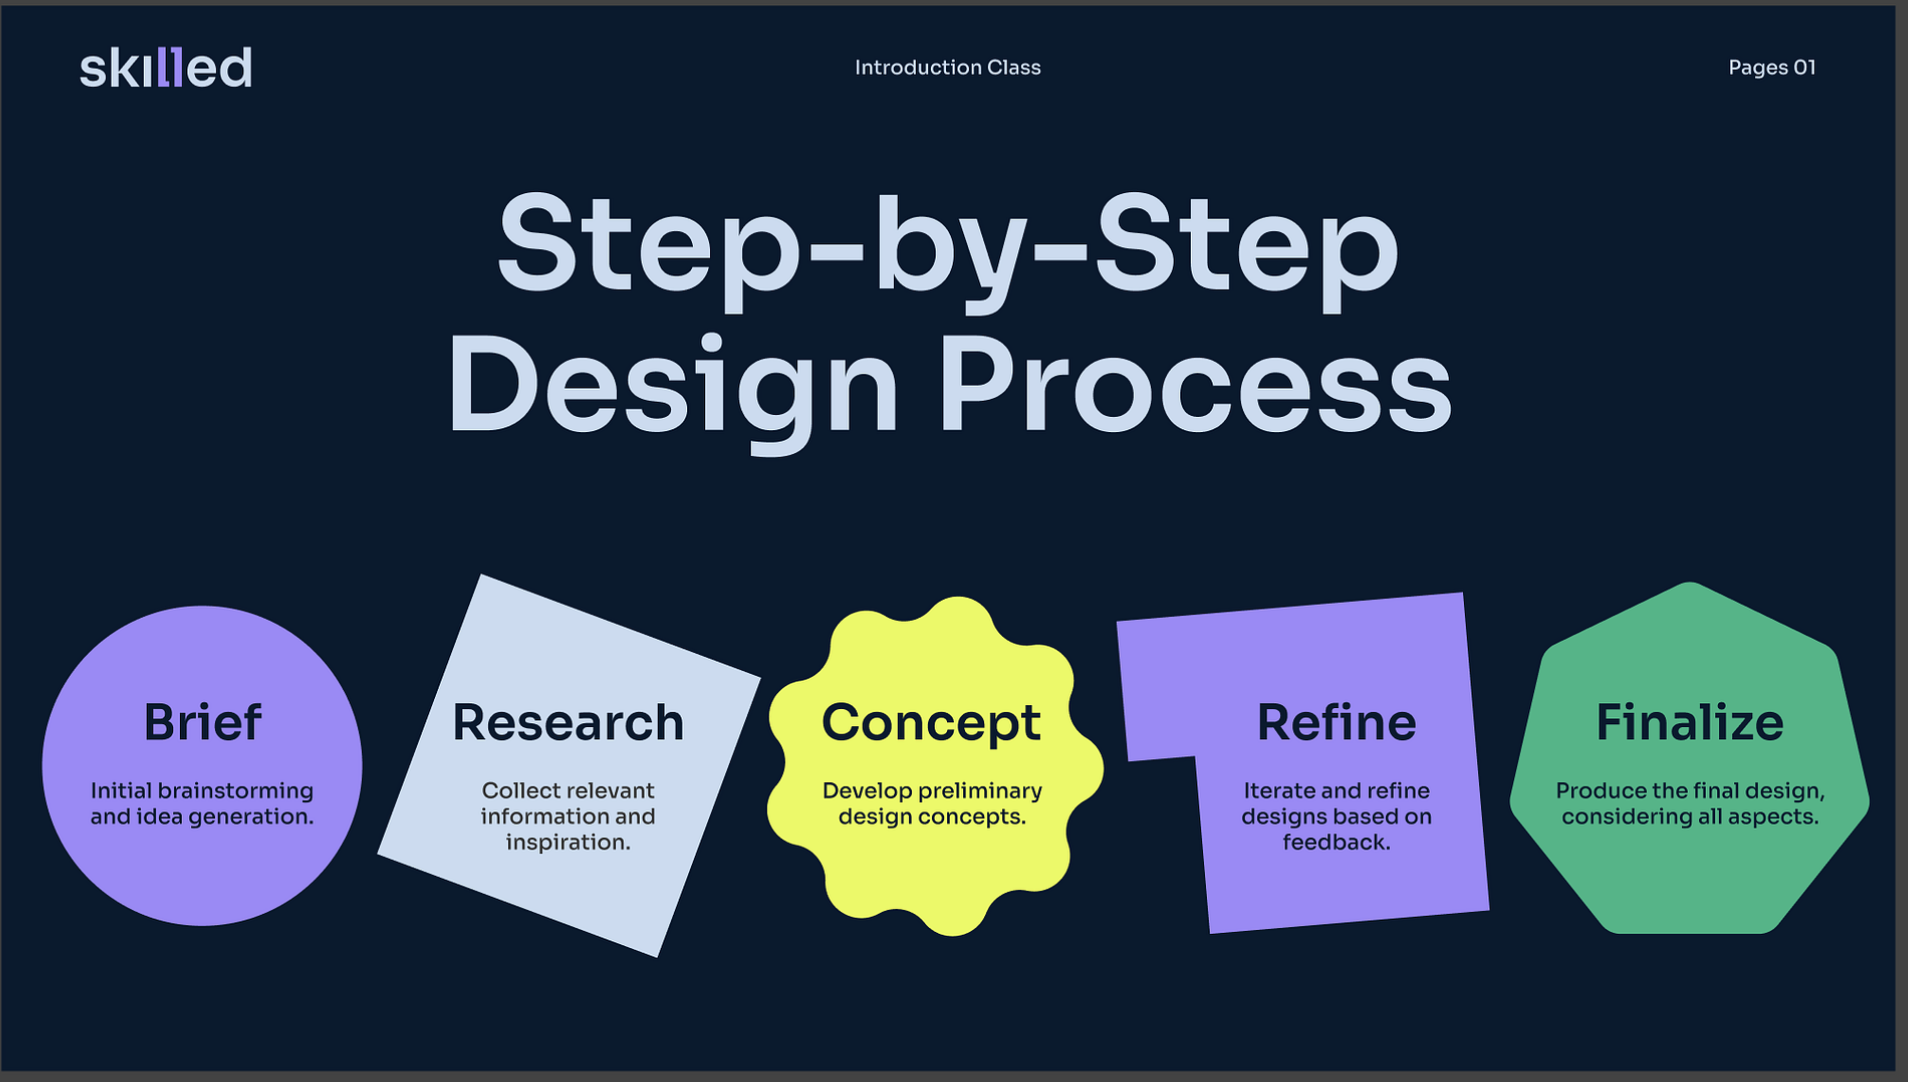 skilled
Introduction Class
Pages 01
Step-by-Step
Design Process
Brief
Initial brainstorming
and idea generation.
Research
Collect relevant
information and
inspiration.
Concept
Develop preliminary
design concepts.
Refine
Iterate and refine
designs based on
feedback.
Finalize
Produce the final design,
considering all aspects.